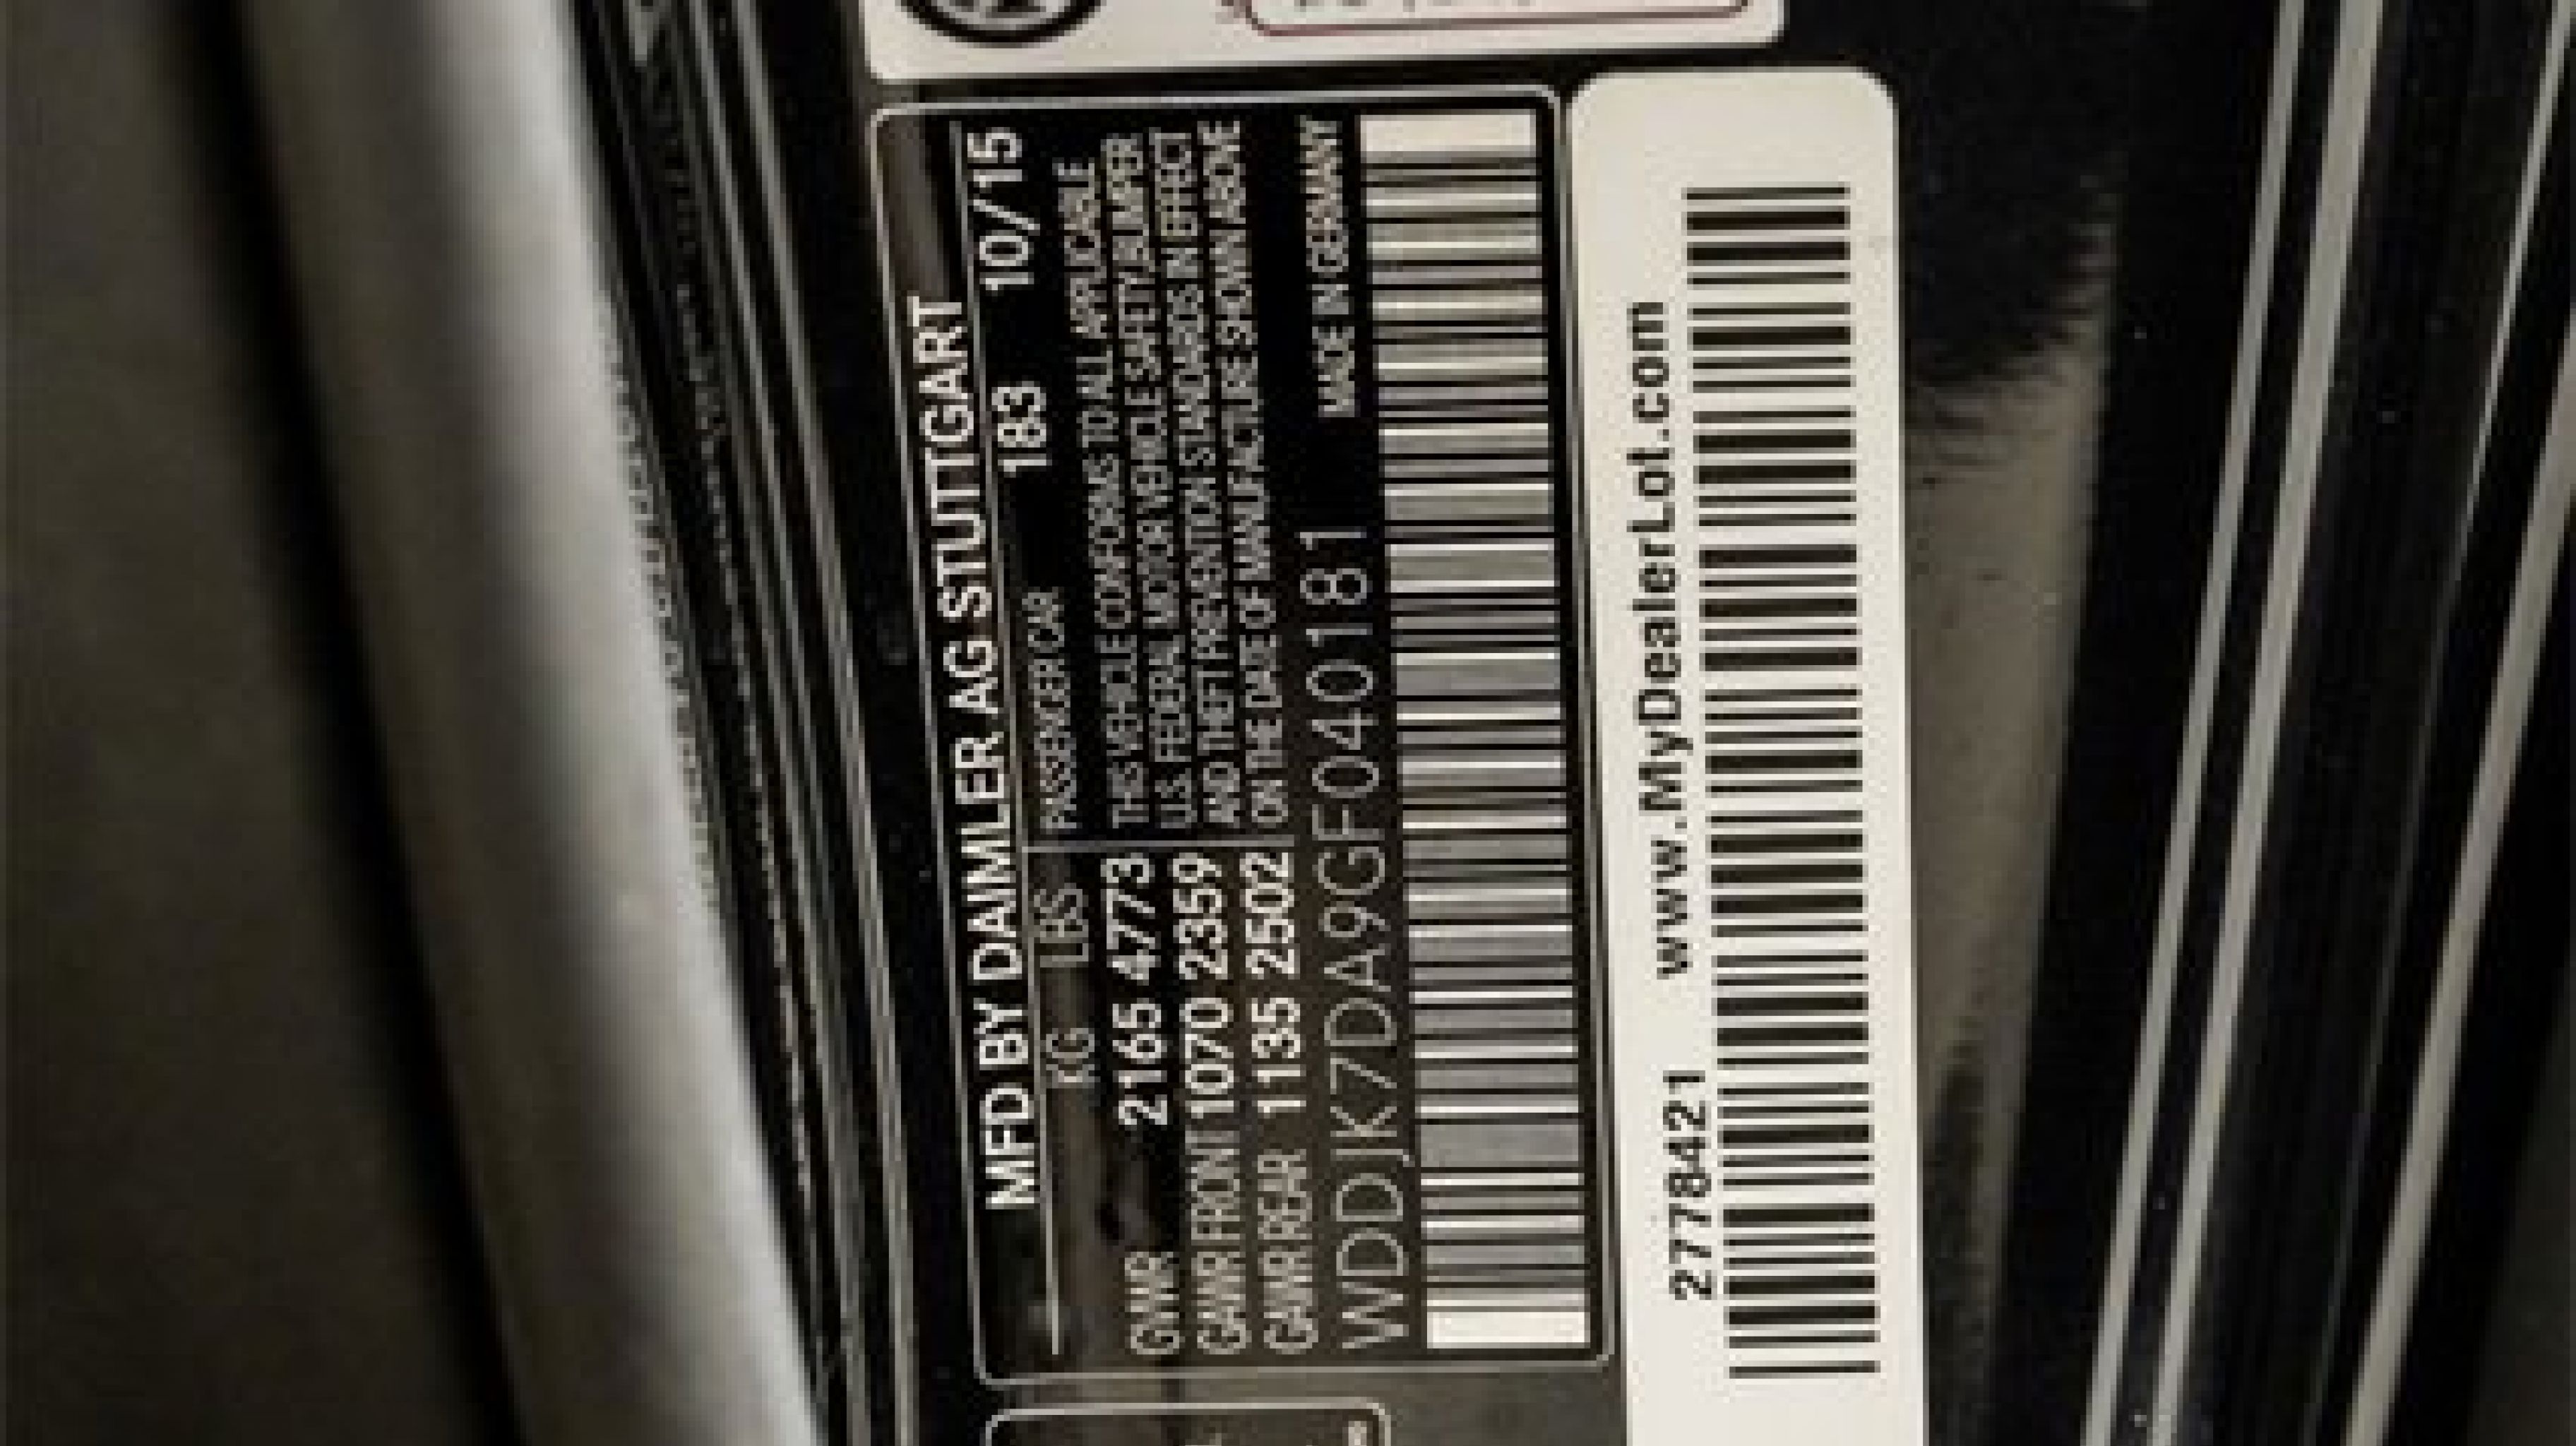 MFD BY DAIMLER AG STUTTGART
183 10/15
KG LBS PASSENGER CAR
GVWR 2165 4773
GAWR FRONT 1070 2359
GAWR REAR 1135 2502
THIS VEHICLE CONFORMS TO ALL APPLICABLE
U.S. FEDERAL MOTOR VEHICLE SAFETY,BUMPER
AND THEFT PREVENTION STANDARDS IN EFFECT
ON THE DATE OF MANUFACTURE SHOWN ABOVE
WDDJK7DA9GF040181 MADE IN GERMANY
2778421 www.MyDealerLot.com